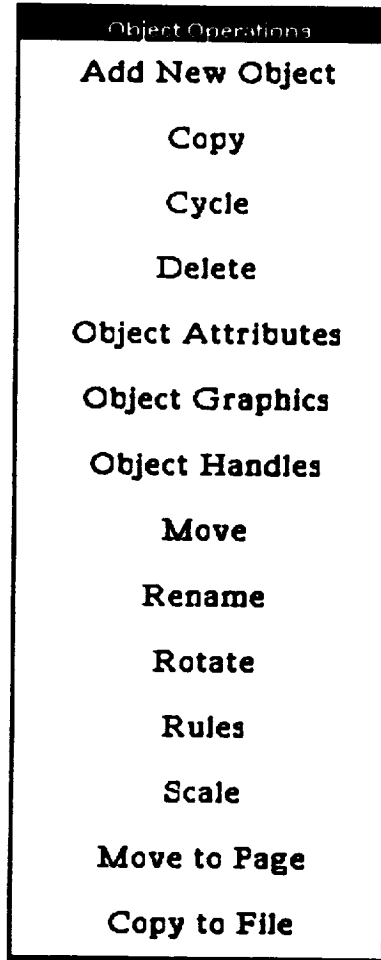 Object Operations
Add New Object
Copy
Cycle
Delete
Object Attributes
Object Graphics
Object Handles
Move
Rename
Rotate
Rules
Scale
Move to Page
Copy to File